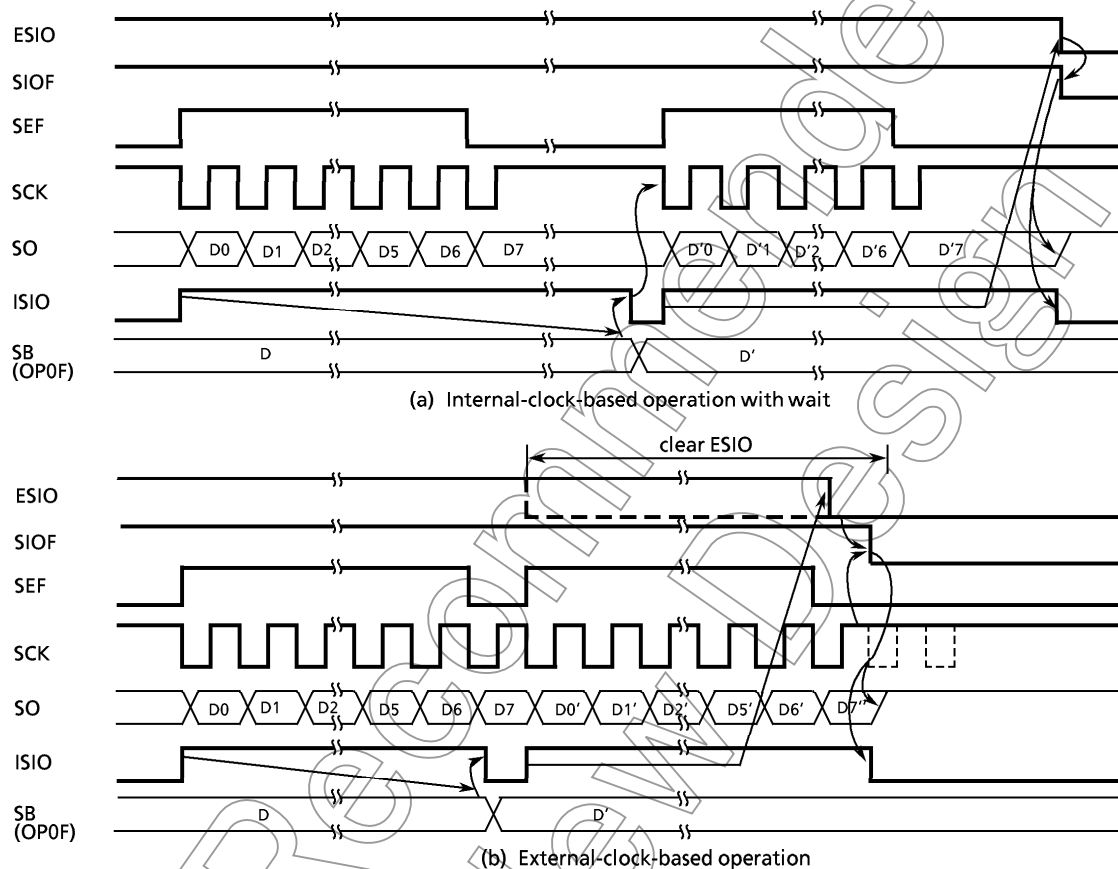 ESIO
SIOF
SEF
SCK
SO D0 D1 D2 D5 D6 D7 D'0 D'1 D'2 D'6 D'7
ISIO
SB D D'
(OP0F)
(a) Internal-clock-based operation with wait
clear ESIO
ESIO
SIOF
SEF
SCK
SO D0 D1 D2 D5 D6 D7 D0' D1' D2' D5' D6' D7'
ISIO
SB D D'
(OP0F)
(b) External-clock-based operation